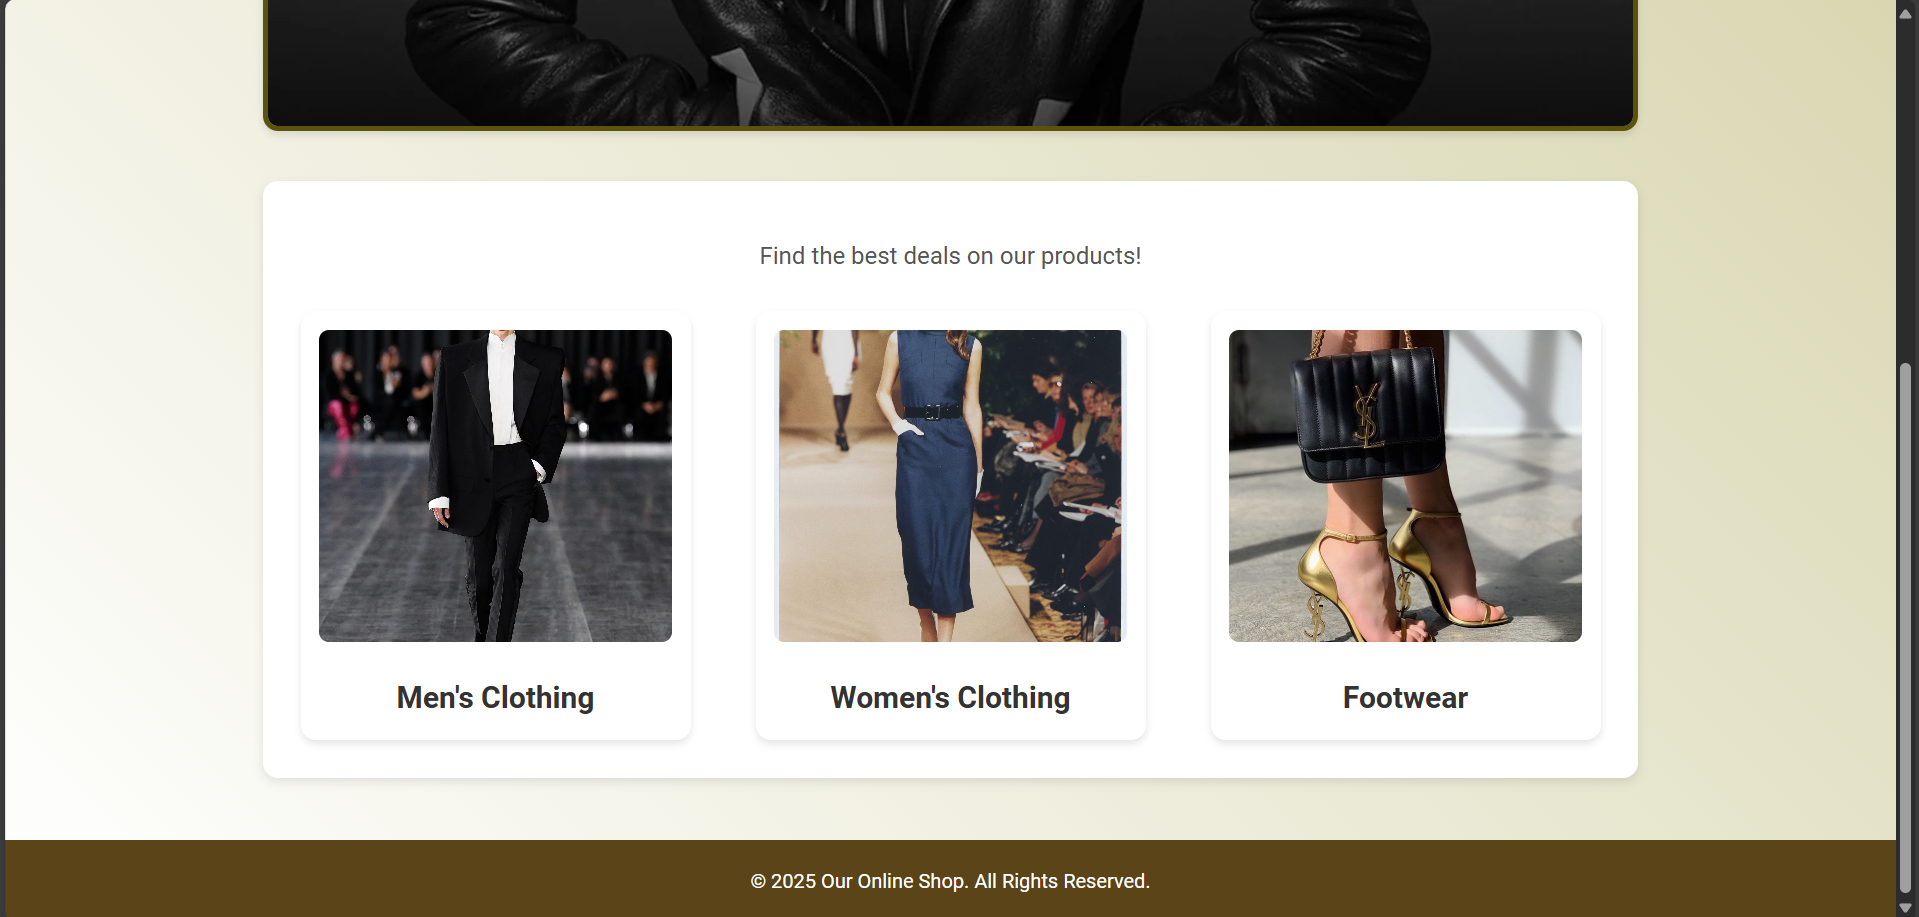 Find the best deals on our products!
YSL
Men's Clothing
Women's Clothing
Footwear
© 2025 Our Online Shop. All Rights Reserved.